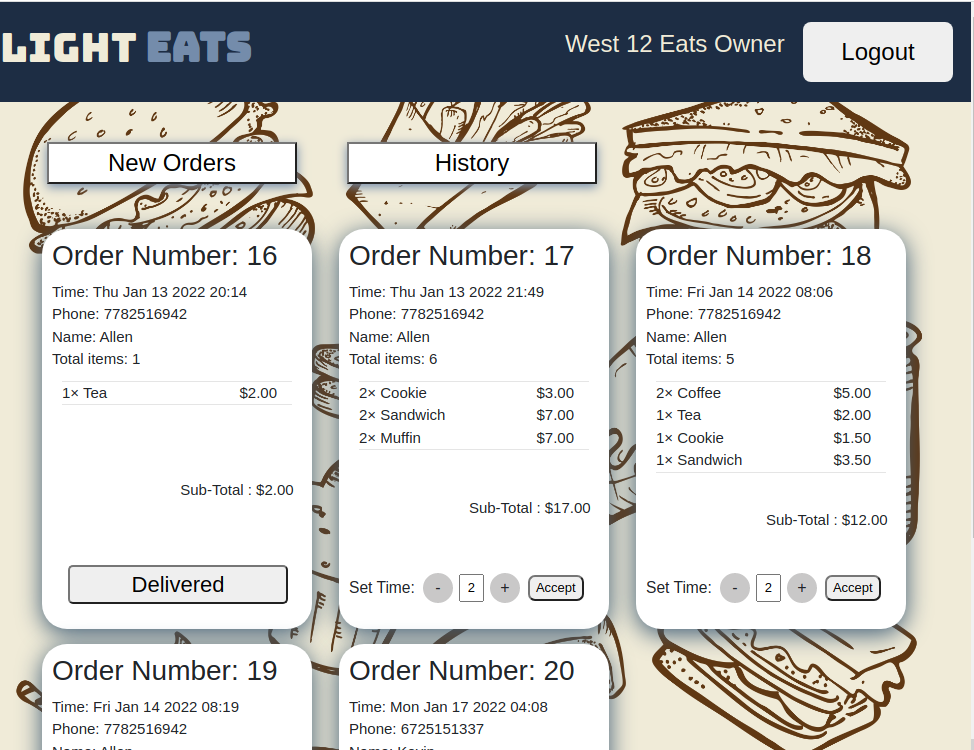 LIGHT EATS
West 12 Eats Owner
Logout
New Orders
History
Order Number: 16
Time: Thu Jan 13 2022 20:14
Phone: 7782516942
Name: Allen
Total items: 1
1× Tea $2.00
Sub-Total : $2.00
Delivered
Order Number: 17
Time: Thu Jan 13 2022 21:49
Phone: 7782516942
Name: Allen
Total items: 6
2× Cookie $3.00
2× Sandwich $7.00
2× Muffin $7.00
Sub-Total : $17.00
Set Time: - 2 + Accept
Order Number: 18
Time: Fri Jan 14 2022 08:06
Phone: 7782516942
Name: Allen
Total items: 5
2× Coffee $5.00
1× Tea $2.00
1× Cookie $1.50
1× Sandwich $3.50
Sub-Total : $12.00
Set Time: - 2 + Accept
Order Number: 19
Time: Fri Jan 14 2022 08:19
Phone: 7782516942
Name: Allen
Order Number: 20
Time: Mon Jan 17 2022 04:08
Phone: 6725151337
Name: Kevin